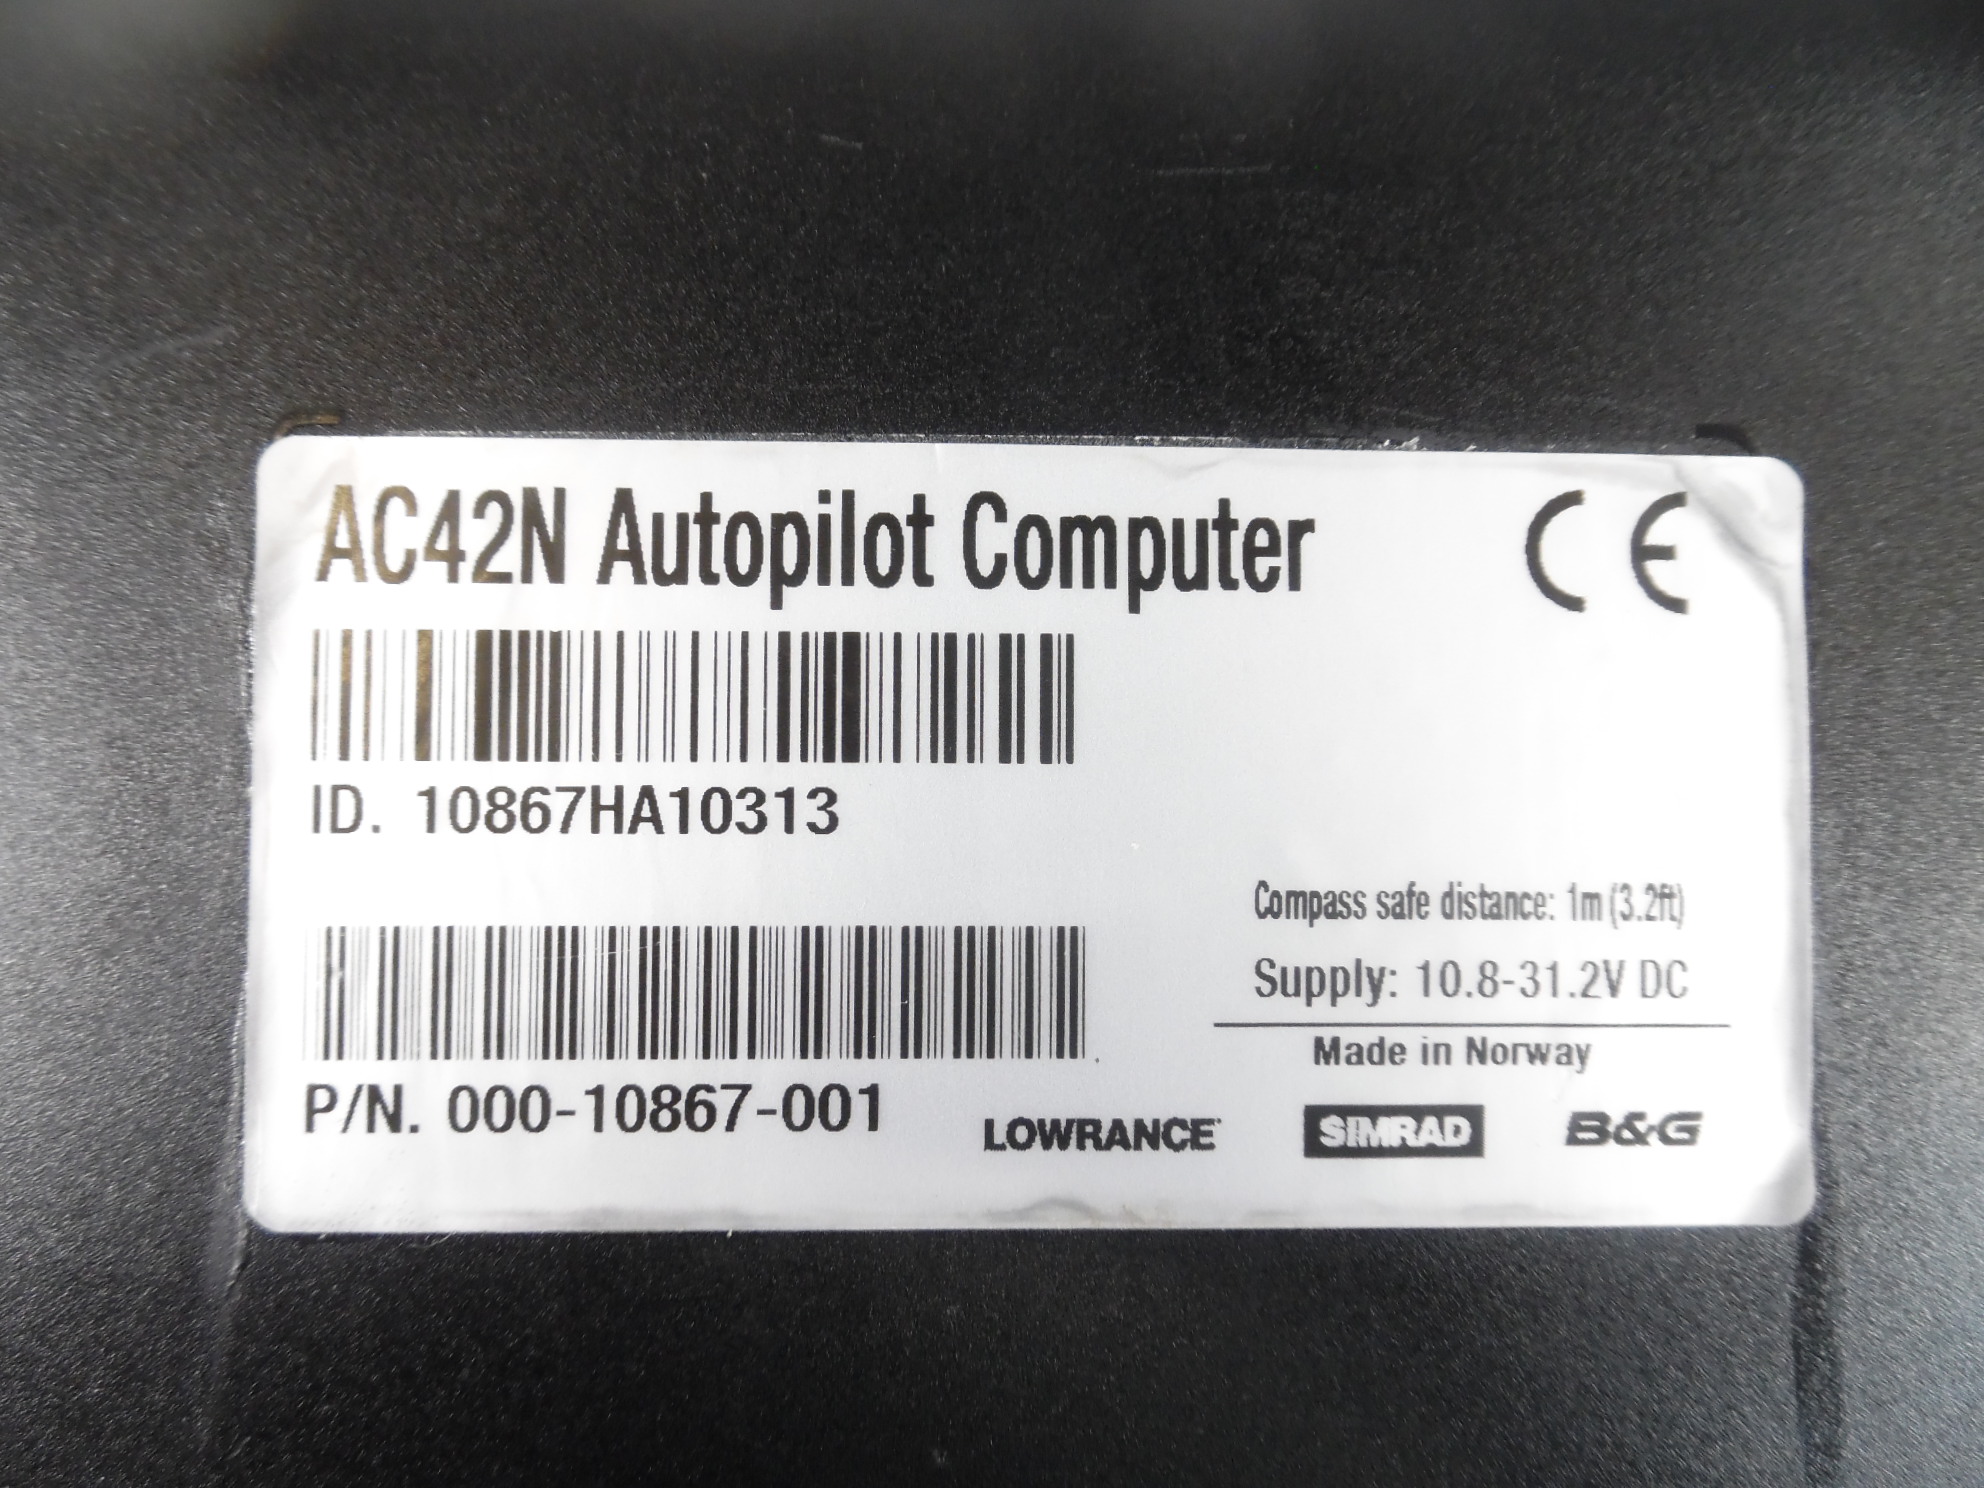 AC42N Autopilot Computer
CE
ID. 10867HA10313
Compass safe distance: 1m (3.2ft)
Supply: 10.8-31.2V DC
Made in Norway
P/N. 000-10867-001
LOWRANCE SIMRAD B&G